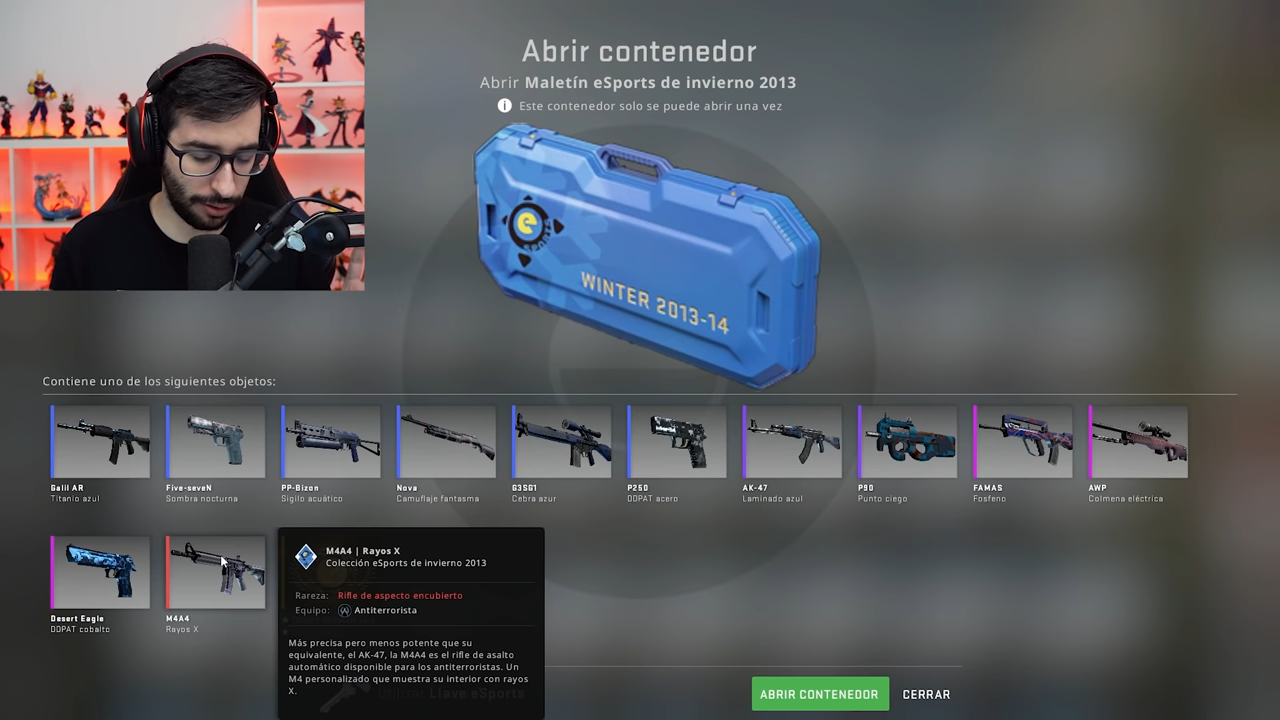 Abrir contenedor
Abrir Maletín eSports de invierno 2013
Este contenedor solo se puede abrir una vez
e
SPORTS
WINTER 2013-14
Contiene uno de los siguientes objetos:
Galil AR
Titanio azul
Five-seveN
Sombra nocturna
PP-Bizon
Sigilo acuático
Nova
Camuflaje fantasma
G3SG1
Cebra azur
P250
DDPAT acero
AK-47
Laminado azul
P90
Punto ciego
FAMAS
Fosfeno
AWP
Colmena eléctrica
Desert Eagle
DDPAT cobalto
M4A4
Rayos X
M4A4 | Rayos X
Colección eSports de invierno 2013
Rareza: Rifle de aspecto encubierto
Equipo: Antiterrorista
Más precisa pero menos potente que su
equivalente, el AK-47, la M4A4 es el rifle de asalto
automático disponible para los antiterroristas. Un
M4 personalizado que muestra su interior con rayos
X.
Utilizar Llave eSports
ABRIR CONTENEDOR
CERRAR